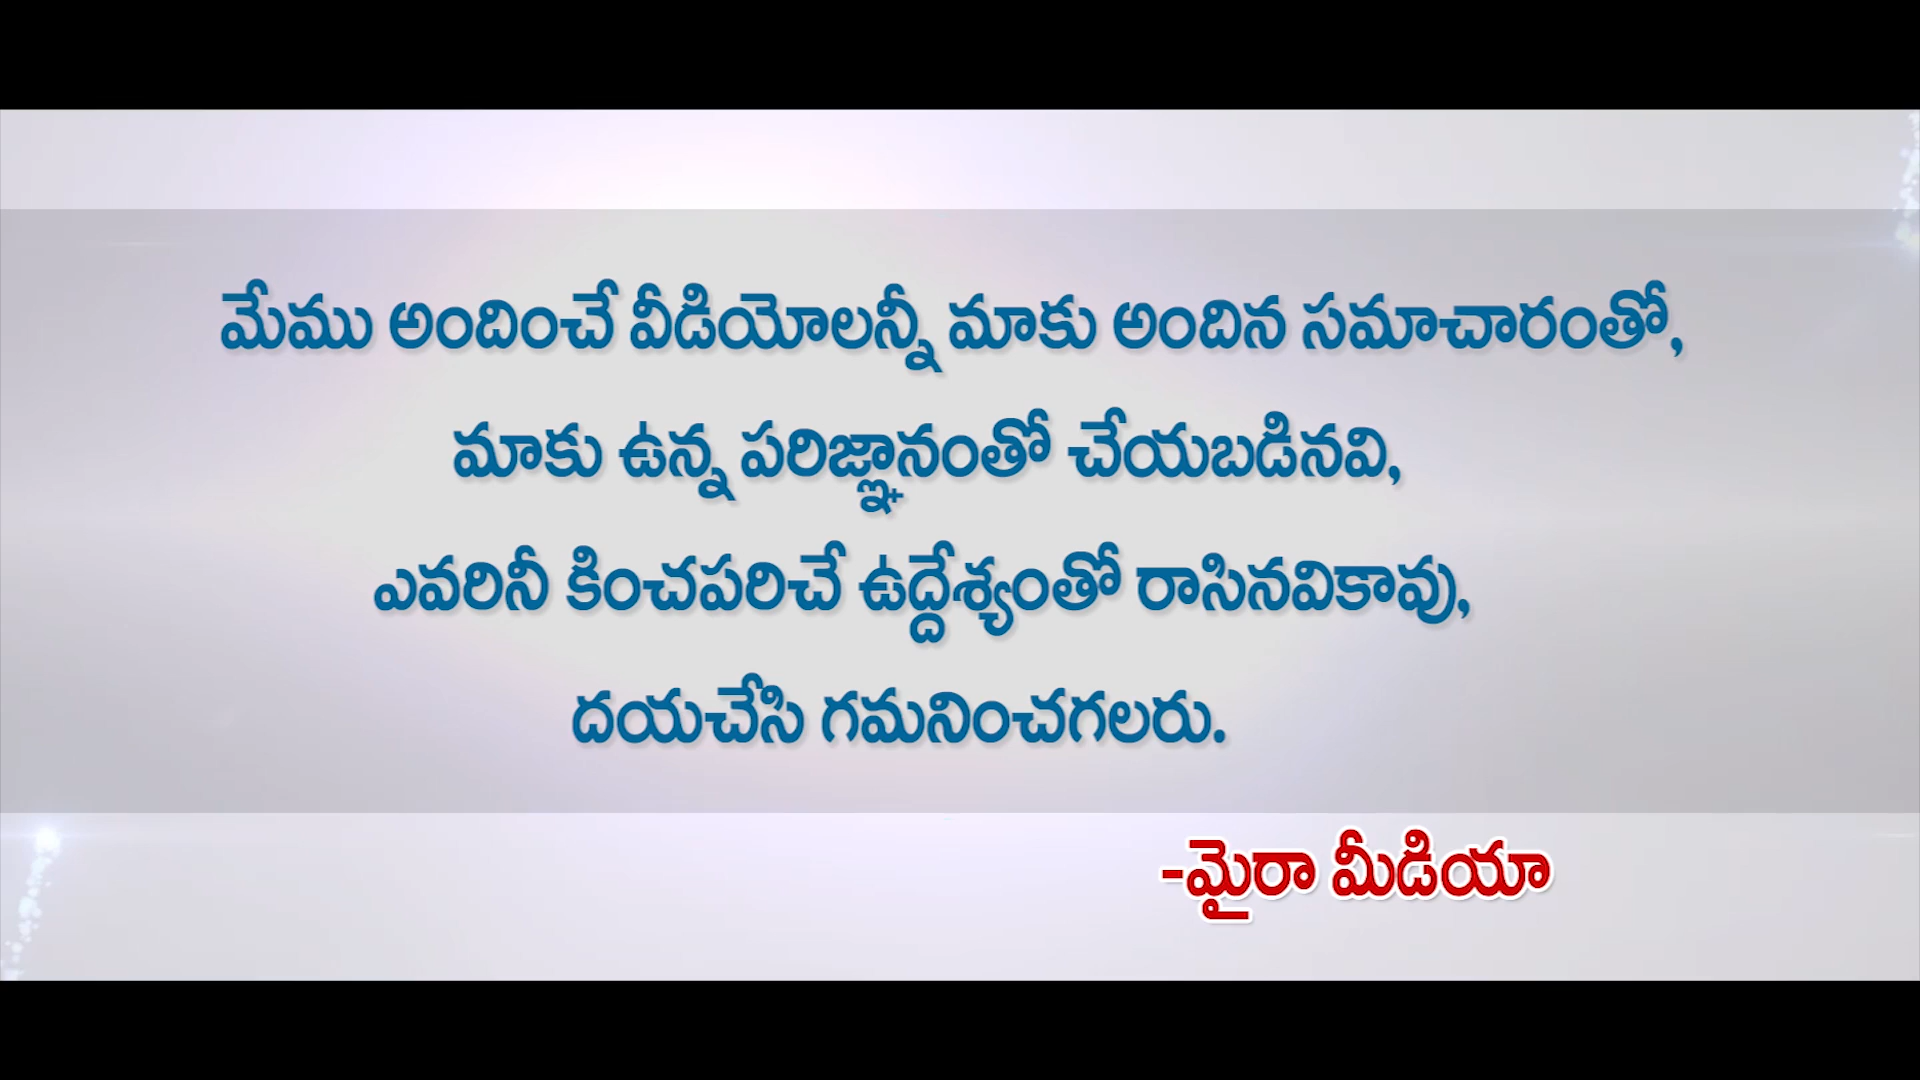 మేము అందించే వీడియోలన్నీ మాకు అందిన సమాచారంతో,
మాకు ఉన్న పరిజ్ఞానంతో చేయబడినవి,
ఎవరినీ కించపరిచే ఉద్దేశ్యంతో రాసినవికావు,
దయచేసి గమనించగలరు.
-మైరా మీడియా